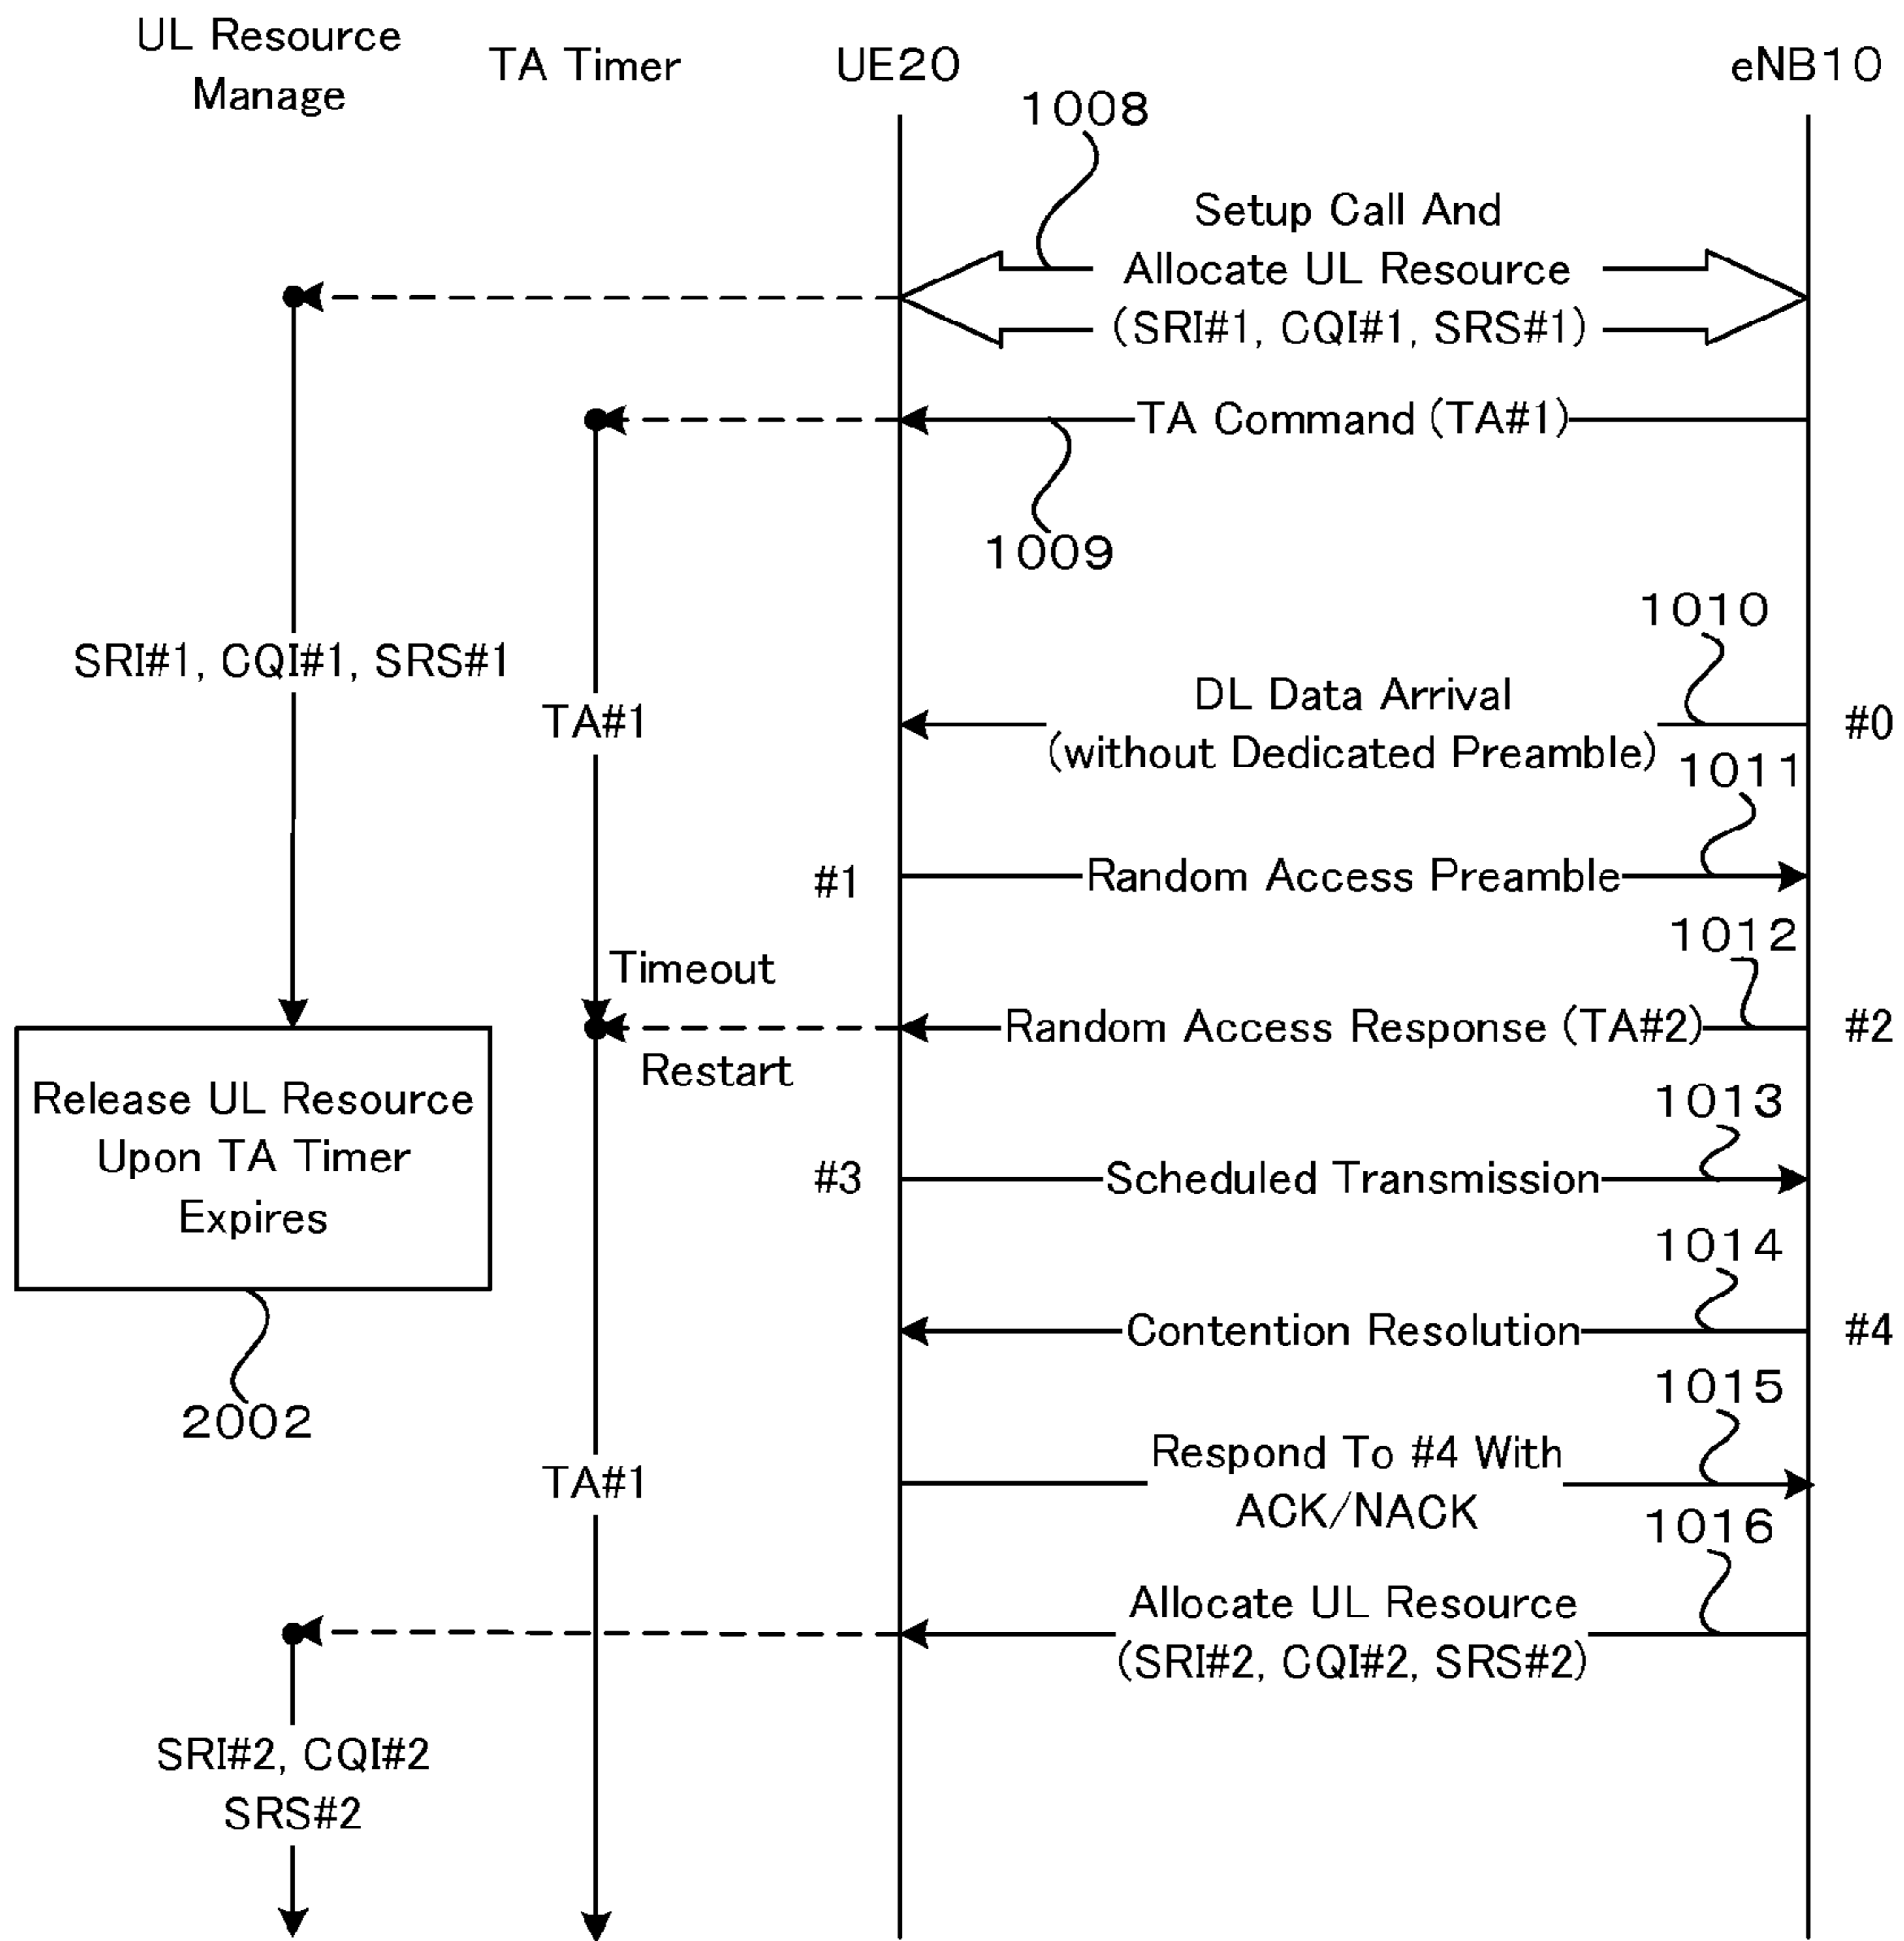 UL Resource
Manage
TA Timer
UE20
eNB10
1008
Setup Call And
Allocate UL Resource
(SRI#1, CQI#1, SRS#1)
TA Command (TA#1)
1009
1010
SRI#1, CQI#1, SRS#1
TA#1
DL Data Arrival
(without Dedicated Preamble)
#0
1011
#1
Random Access Preamble
1012
Timeout
Random Access Response (TA#2)
#2
Restart
Release UL Resource
Upon TA Timer
Expires
1013
#3
Scheduled Transmission
1014
Contention Resolution
#4
2002
1015
TA#1
Respond To #4 With
ACK/NACK
1016
Allocate UL Resource
(SRI#2, CQI#2, SRS#2)
SRI#2, CQI#2
SRS#2